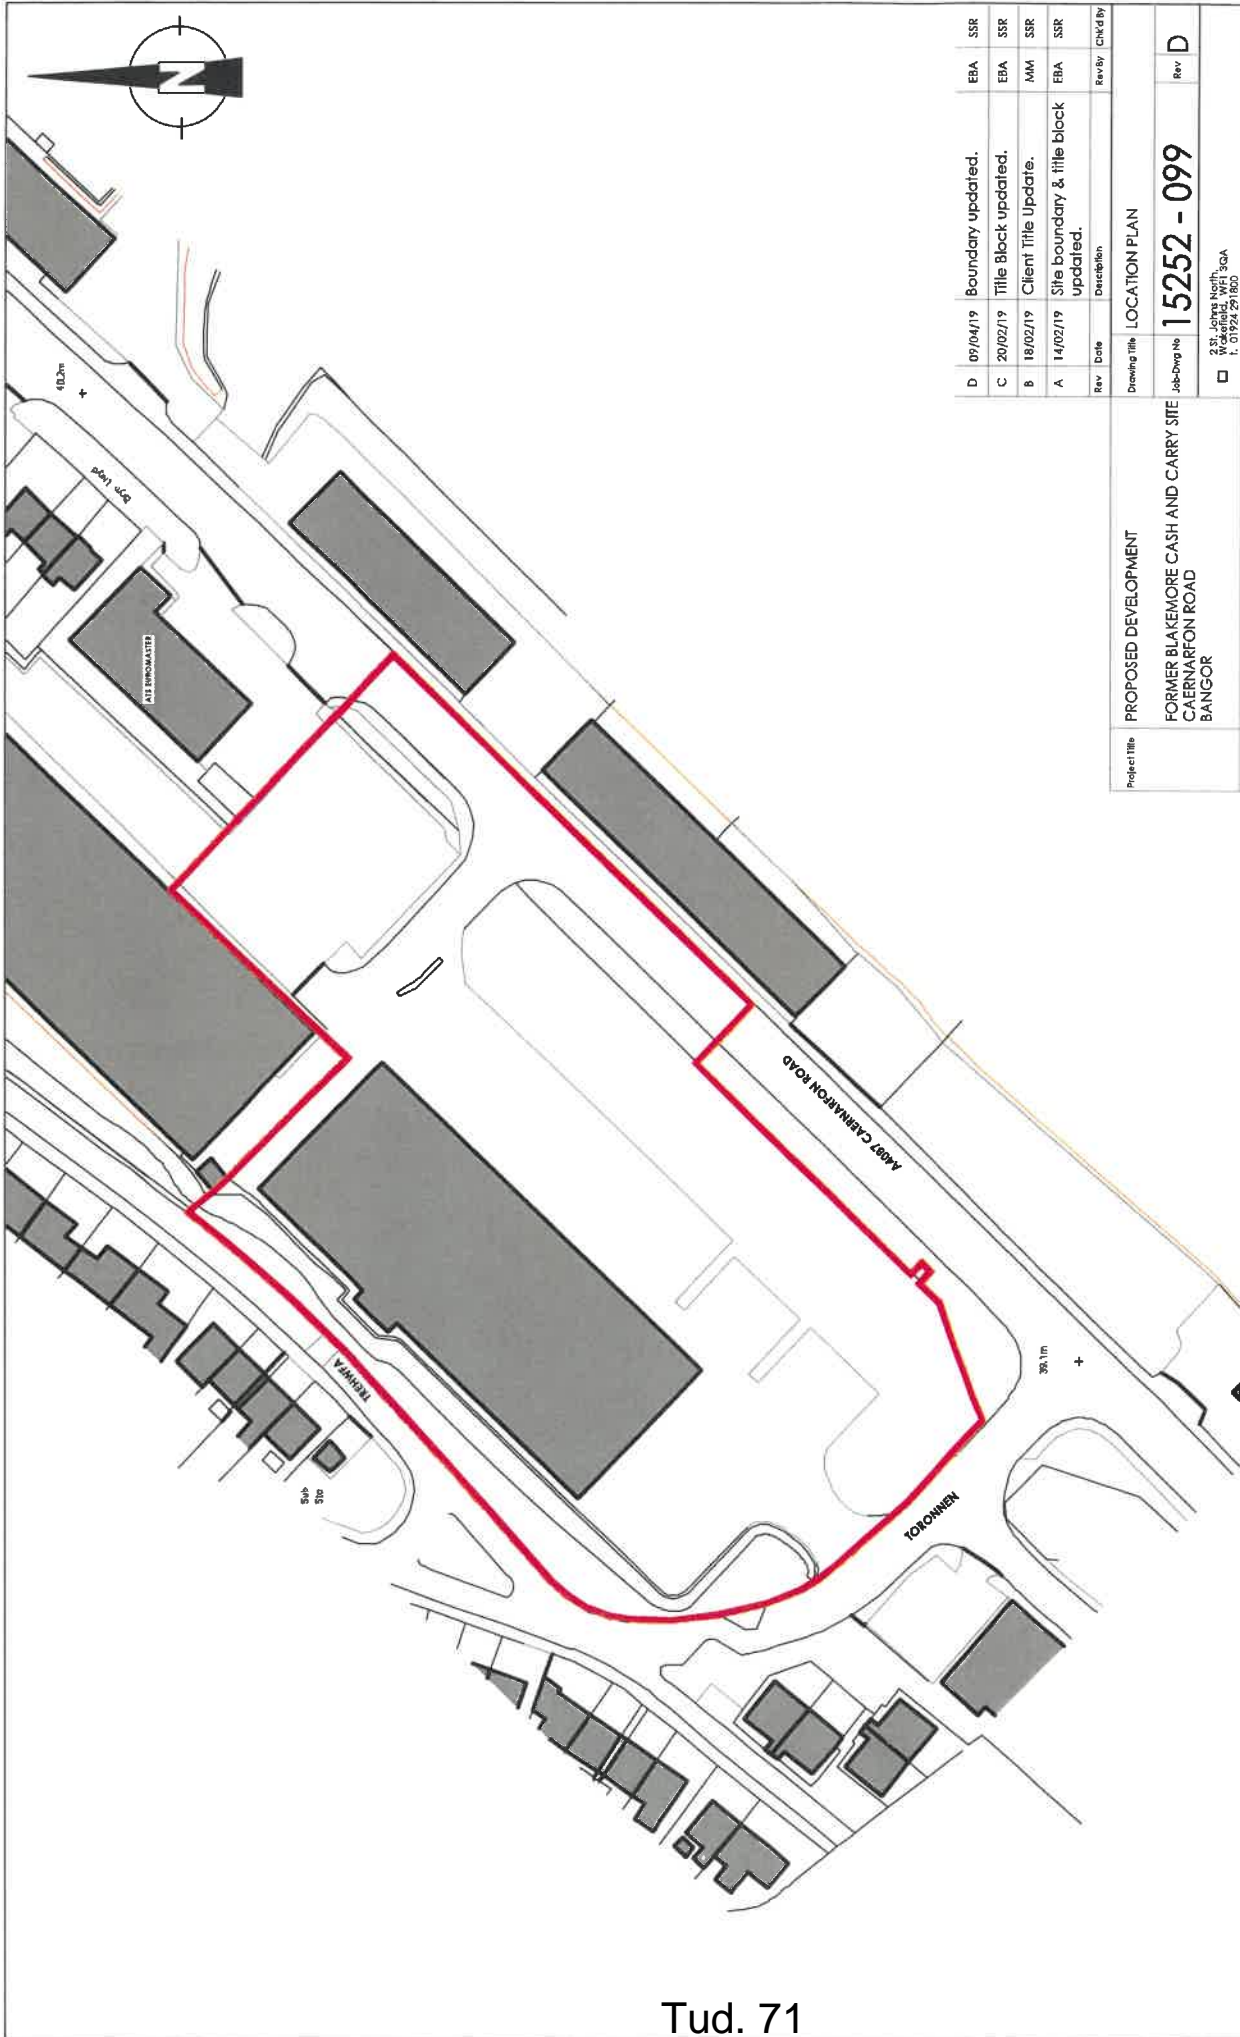 N
40.2m
Bryn Llwyd
ATS EUROMASTER
TREHWFA
Sub
Sta
A4087 CAERNARFON ROAD
TORONNEN
39.1m
D 09/04/19 Boundary updated. EBA SSR
C 20/02/19 Title Block updated. EBA SSR
B 18/02/19 Client Title Update. MM SSR
A 14/02/19 Site boundary & title block EBA SSR
updated.
Rev Date Description Rev By Chk'd By
Project Title PROPOSED DEVELOPMENT
FORMER BLAKEMORE CASH AND CARRY SITE
CAERNARFON ROAD
BANGOR
Drawing Title LOCATION PLAN
Job-Dwg No 15252 - 099 Rev D
2 St. Johns North,
Wakefield, WF1 3QA
t. 01924 291800
Tud. 71